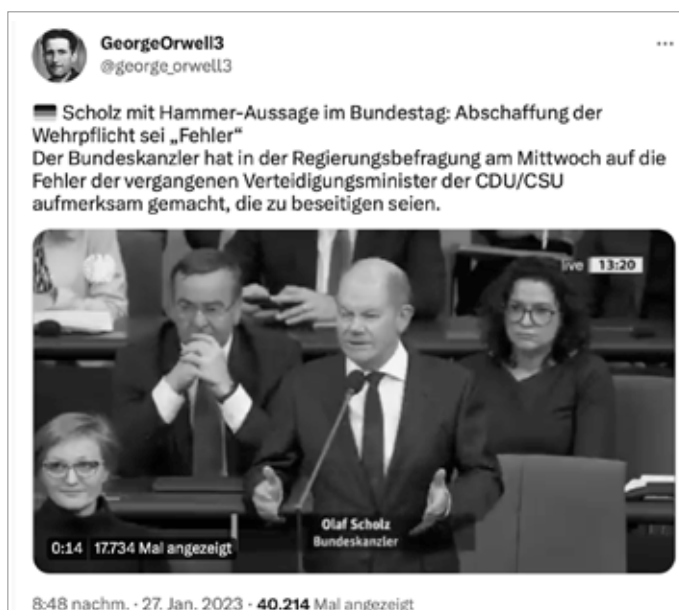 GeorgeOrwell3
@george_orwell3
Scholz mit Hammer-Aussage im Bundestag: Abschaffung der
Wehrpflicht sei „Fehler“
Der Bundeskanzler hat in der Regierungsbefragung am Mittwoch auf die
Fehler der vergangenen Verteidigungsminister der CDU/CSU
aufmerksam gemacht, die zu beseitigen seien.
live 13:20
Olaf Scholz
Bundeskanzler
0:14 17.734 Mal angezeigt
8:48 nachm. · 27. Jan. 2023 · 40.214 Mal angezeigt